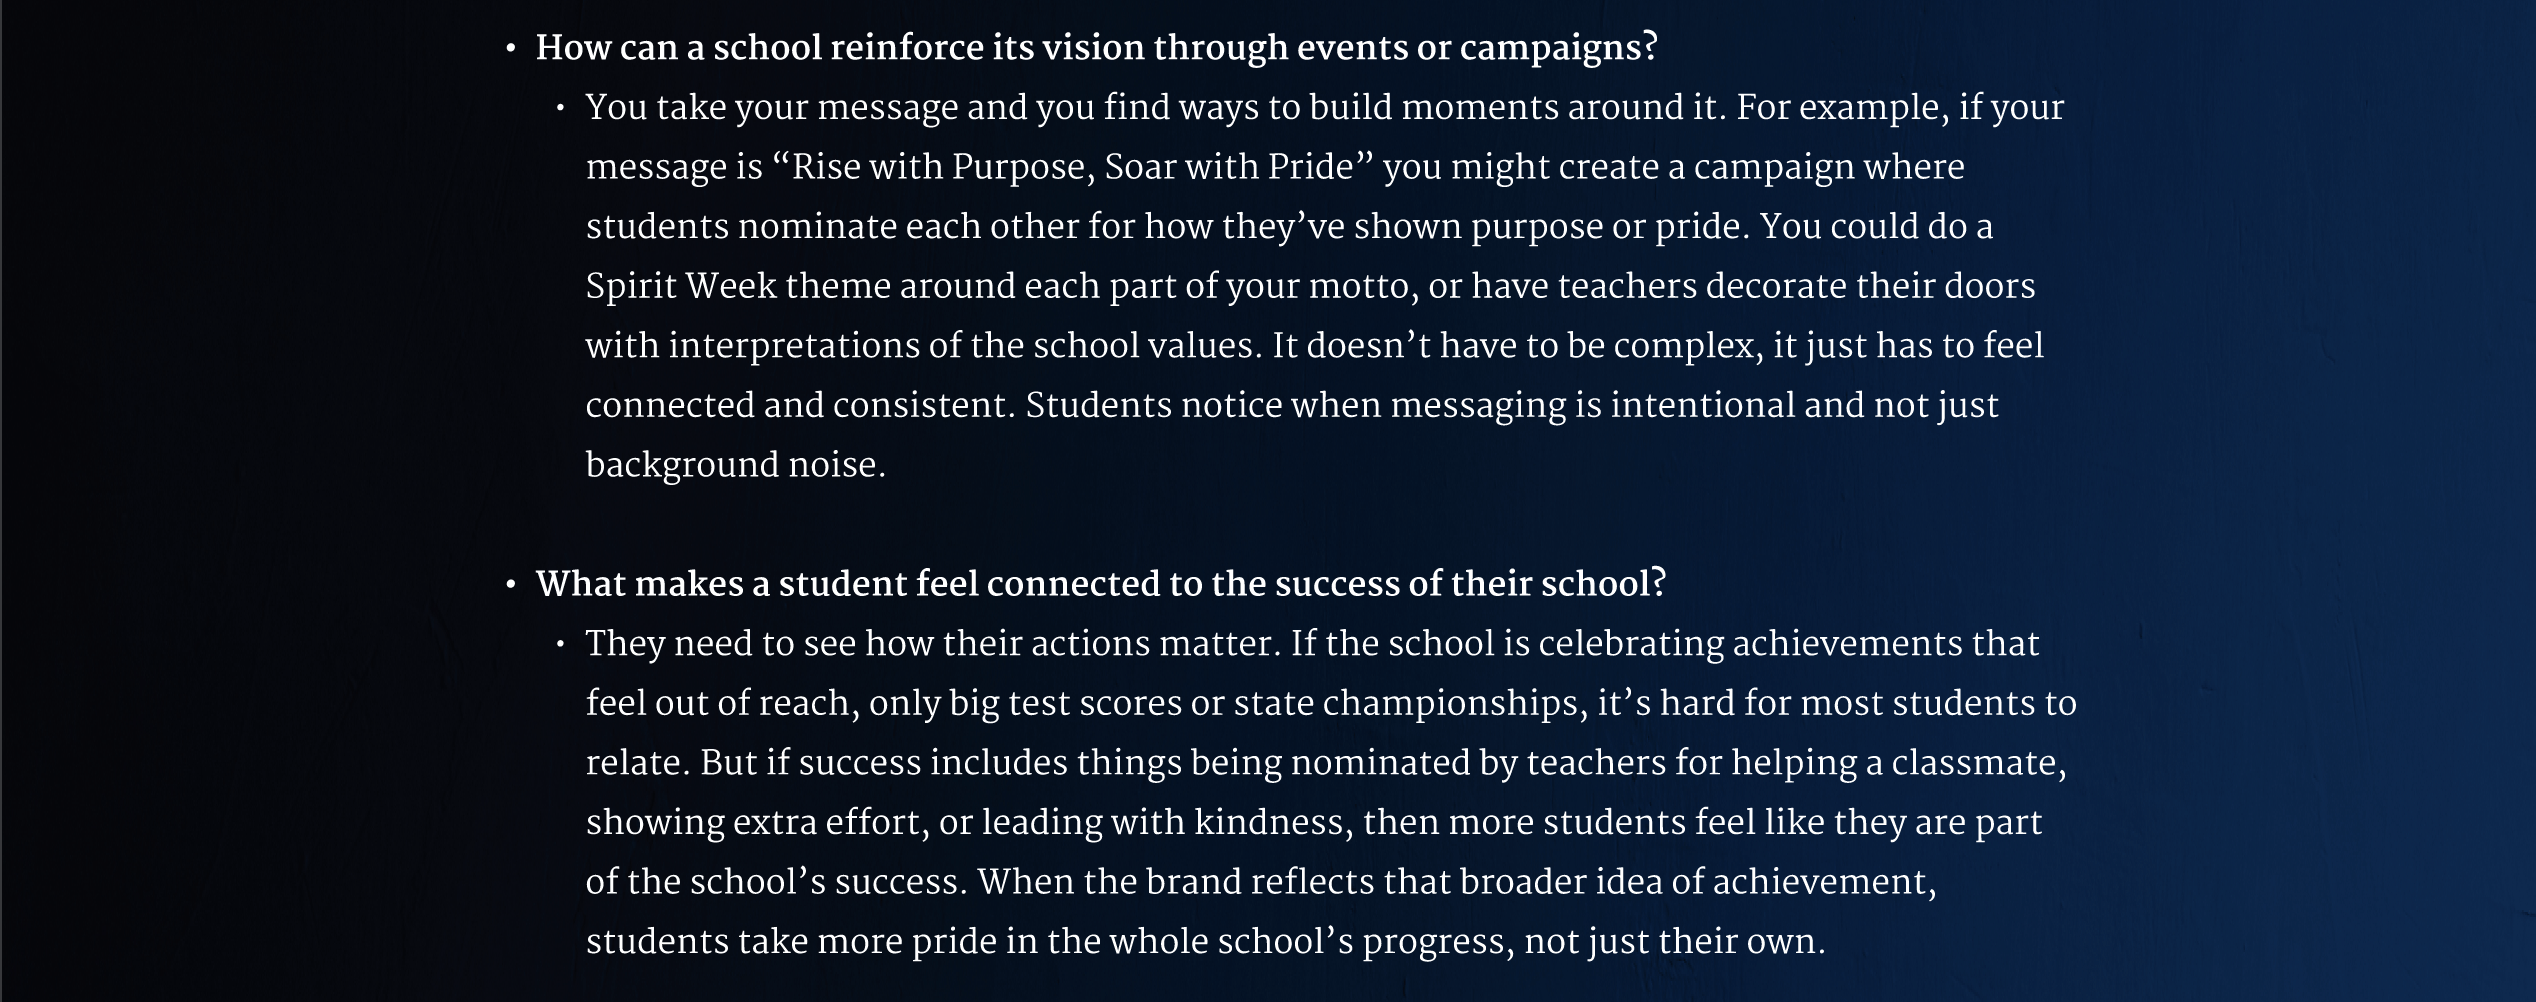 • How can a school reinforce its vision through events or campaigns?
• You take your message and you find ways to build moments around it. For example, if your
message is “Rise with Purpose, Soar with Pride” you might create a campaign where
students nominate each other for how they’ve shown purpose or pride. You could do a
Spirit Week theme around each part of your motto, or have teachers decorate their doors
with interpretations of the school values. It doesn’t have to be complex, it just has to feel
connected and consistent. Students notice when messaging is intentional and not just
background noise.
• What makes a student feel connected to the success of their school?
• They need to see how their actions matter. If the school is celebrating achievements that
feel out of reach, only big test scores or state championships, it’s hard for most students to
relate. But if success includes things being nominated by teachers for helping a classmate,
showing extra effort, or leading with kindness, then more students feel like they are part
of the school’s success. When the brand reflects that broader idea of achievement,
students take more pride in the whole school’s progress, not just their own.